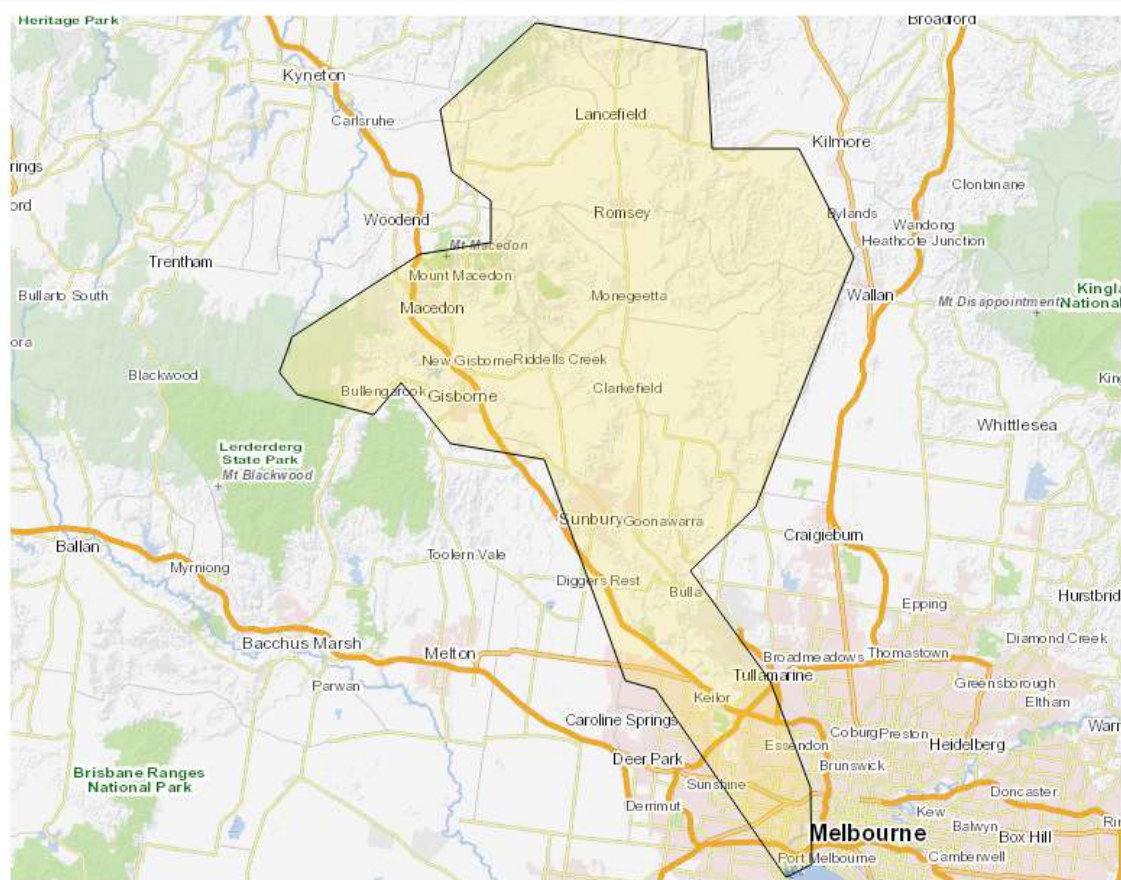 Heritage Park
Broadford
Kyneton
Carlsruhe
Lancefield
Kilmore
rings
Clonbinane
ord
Woodend
Romsey
Bylands
Wandong
Heathcote Junction
Mt Macedon
Trentham
Mount Macedon
Bullarto South
Monegeetta
Wallan
Mt Disappointment
Kingla
National
Macedon
ora
Blackwood
New Gisborne
Riddells Creek
King
Bullengarook
Gisborne
Clarkefield
Whittlesea
Lerderderg
State Park
Mt Blackwood
Sunbury
Goonawarra
Craigieburn
Ballan
Myrniong
Toolern Vale
Diggers Rest
Bulla
Epping
Hurstbrid
Bacchus Marsh
Melton
Diamond Creek
Broadmeadows
Thomastown
Tullamarine
Parwan
Keilor
Greensborough
Eltham
Caroline Springs
Coburg
Preston
Warr
Essendon
Heidelberg
Deer Park
Brunswick
Brisbane Ranges
National Park
Sunshine
Doncaster
Derrimut
Kew
Rin
Melbourne
Balwyn
Box Hill
Port Melbourne
Camberwell